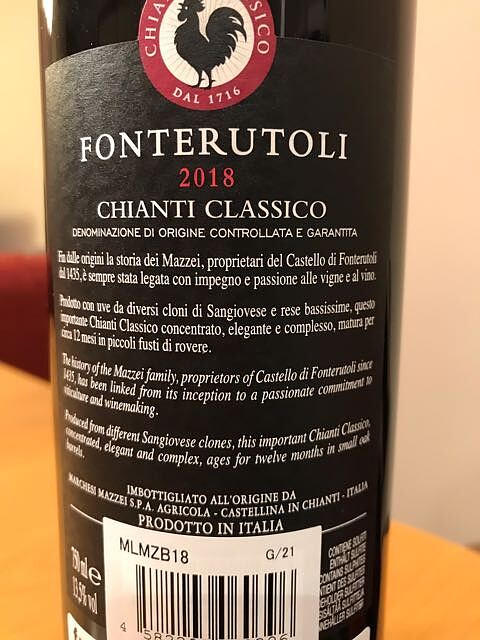 CHIANTI CLASSICO
DAL 1716
FONTERUTOLI
2018
CHIANTI CLASSICO
DENOMINAZIONE DI ORIGINE CONTROLLATA E GARANTITA
Fin dalle origini la storia dei Mazzei, proprietari del Castello di Fonterutoli
dal 1435, è sempre stata legata con impegno e passione alle vigne e al vino.
Prodotto con uve da diversi cloni di Sangiovese e rese bassissime, questo
importante Chianti Classico concentrato, elegante e complesso, matura per
circa 12 mesi in piccoli fusti di rovere.
The history of the Mazzei family, proprietors of Castello di Fonterutoli since
1435, has been linked from its inception to a passionate commitment to
viticulture and winemaking.
Produced from different Sangiovese clones, this important Chianti Classico,
concentrated, elegant and complex, ages for twelve months in small oak
barrels.
IMBOTTIGLIATO ALL'ORIGINE DA
MARCHESI MAZZEI S.P.A. AGRICOLA - CASTELLINA IN CHIANTI - ITALIA
PRODOTTO IN ITALIA
MLMZB18 G/21
750 ml e
13,5% vol
CONTIENE SOLFITI
ENTHÄLT SULFITE
CONTAINS SULPHITES